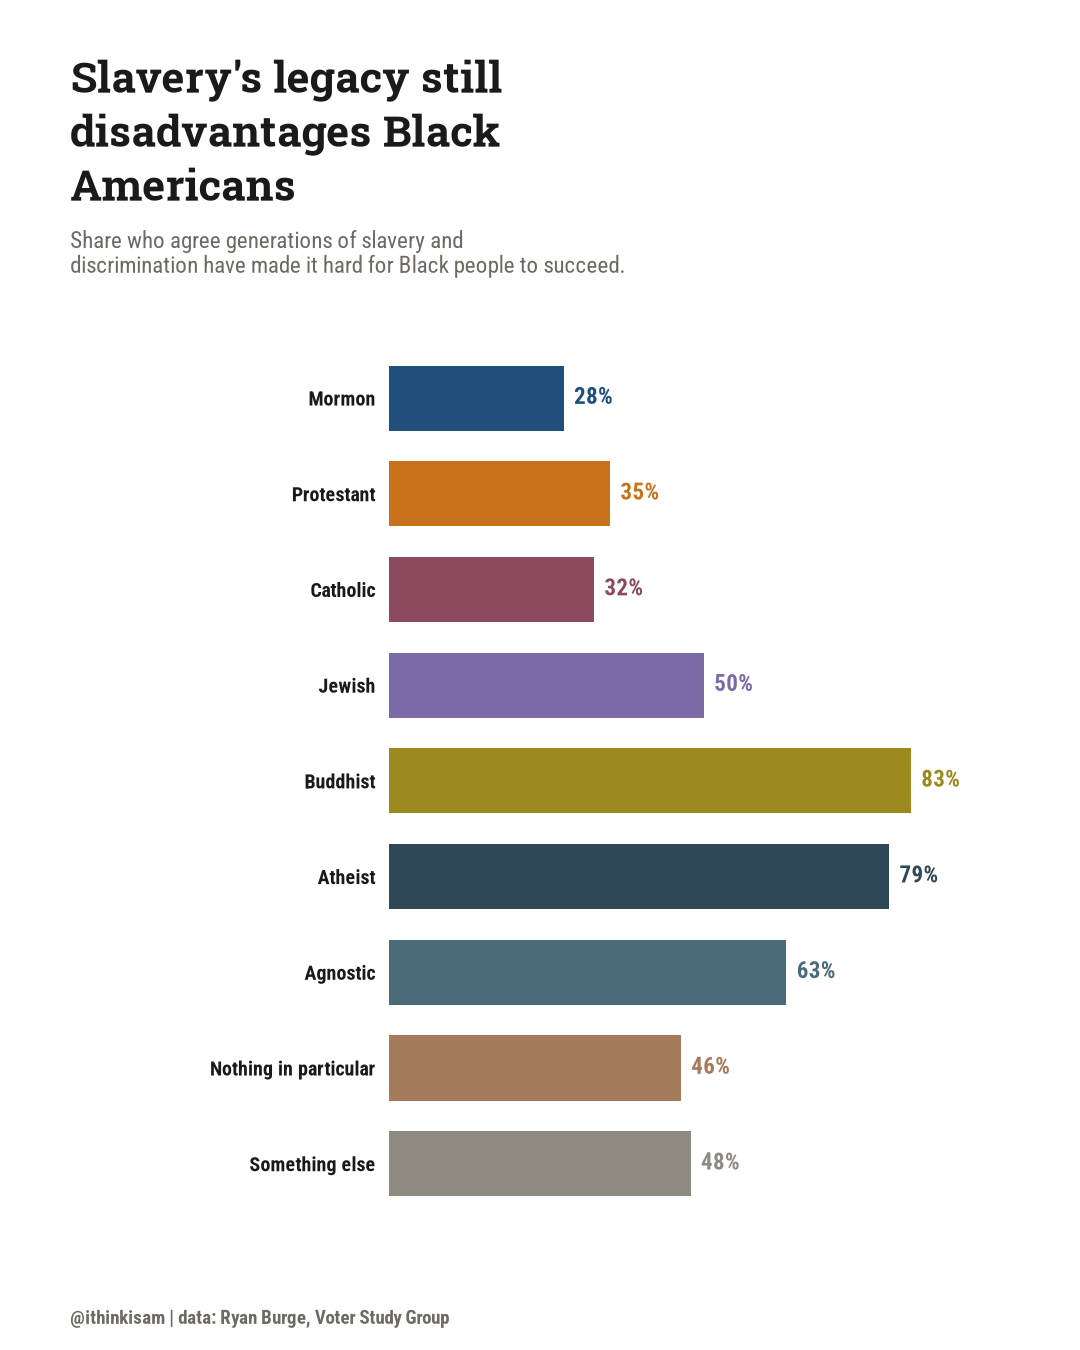 Slavery's legacy still
disadvantages Black
Americans
Share who agree generations of slavery and
discrimination have made it hard for Black people to succeed.
Mormon 28%
Protestant 35%
Catholic 32%
Jewish 50%
Buddhist 83%
Atheist 79%
Agnostic 63%
Nothing in particular 46%
Something else 48%
@ithinkisam | data: Ryan Burge, Voter Study Group